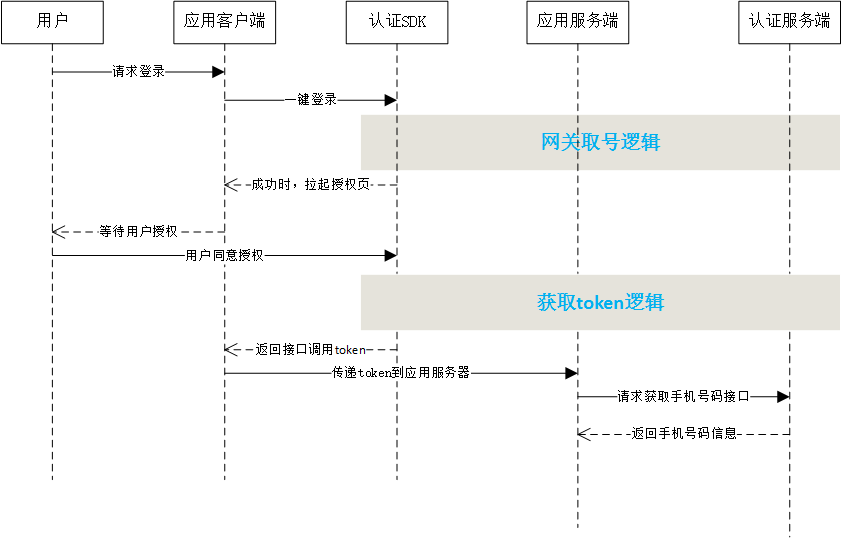 用户
应用客户端
认证SDK
应用服务端
认证服务端
请求登录
一键登录
网关取号逻辑
成功时，拉起授权页
等待用户授权
用户同意授权
获取token逻辑
返回接口调用token
传递token到应用服务器
请求获取手机号码接口
返回手机号码信息